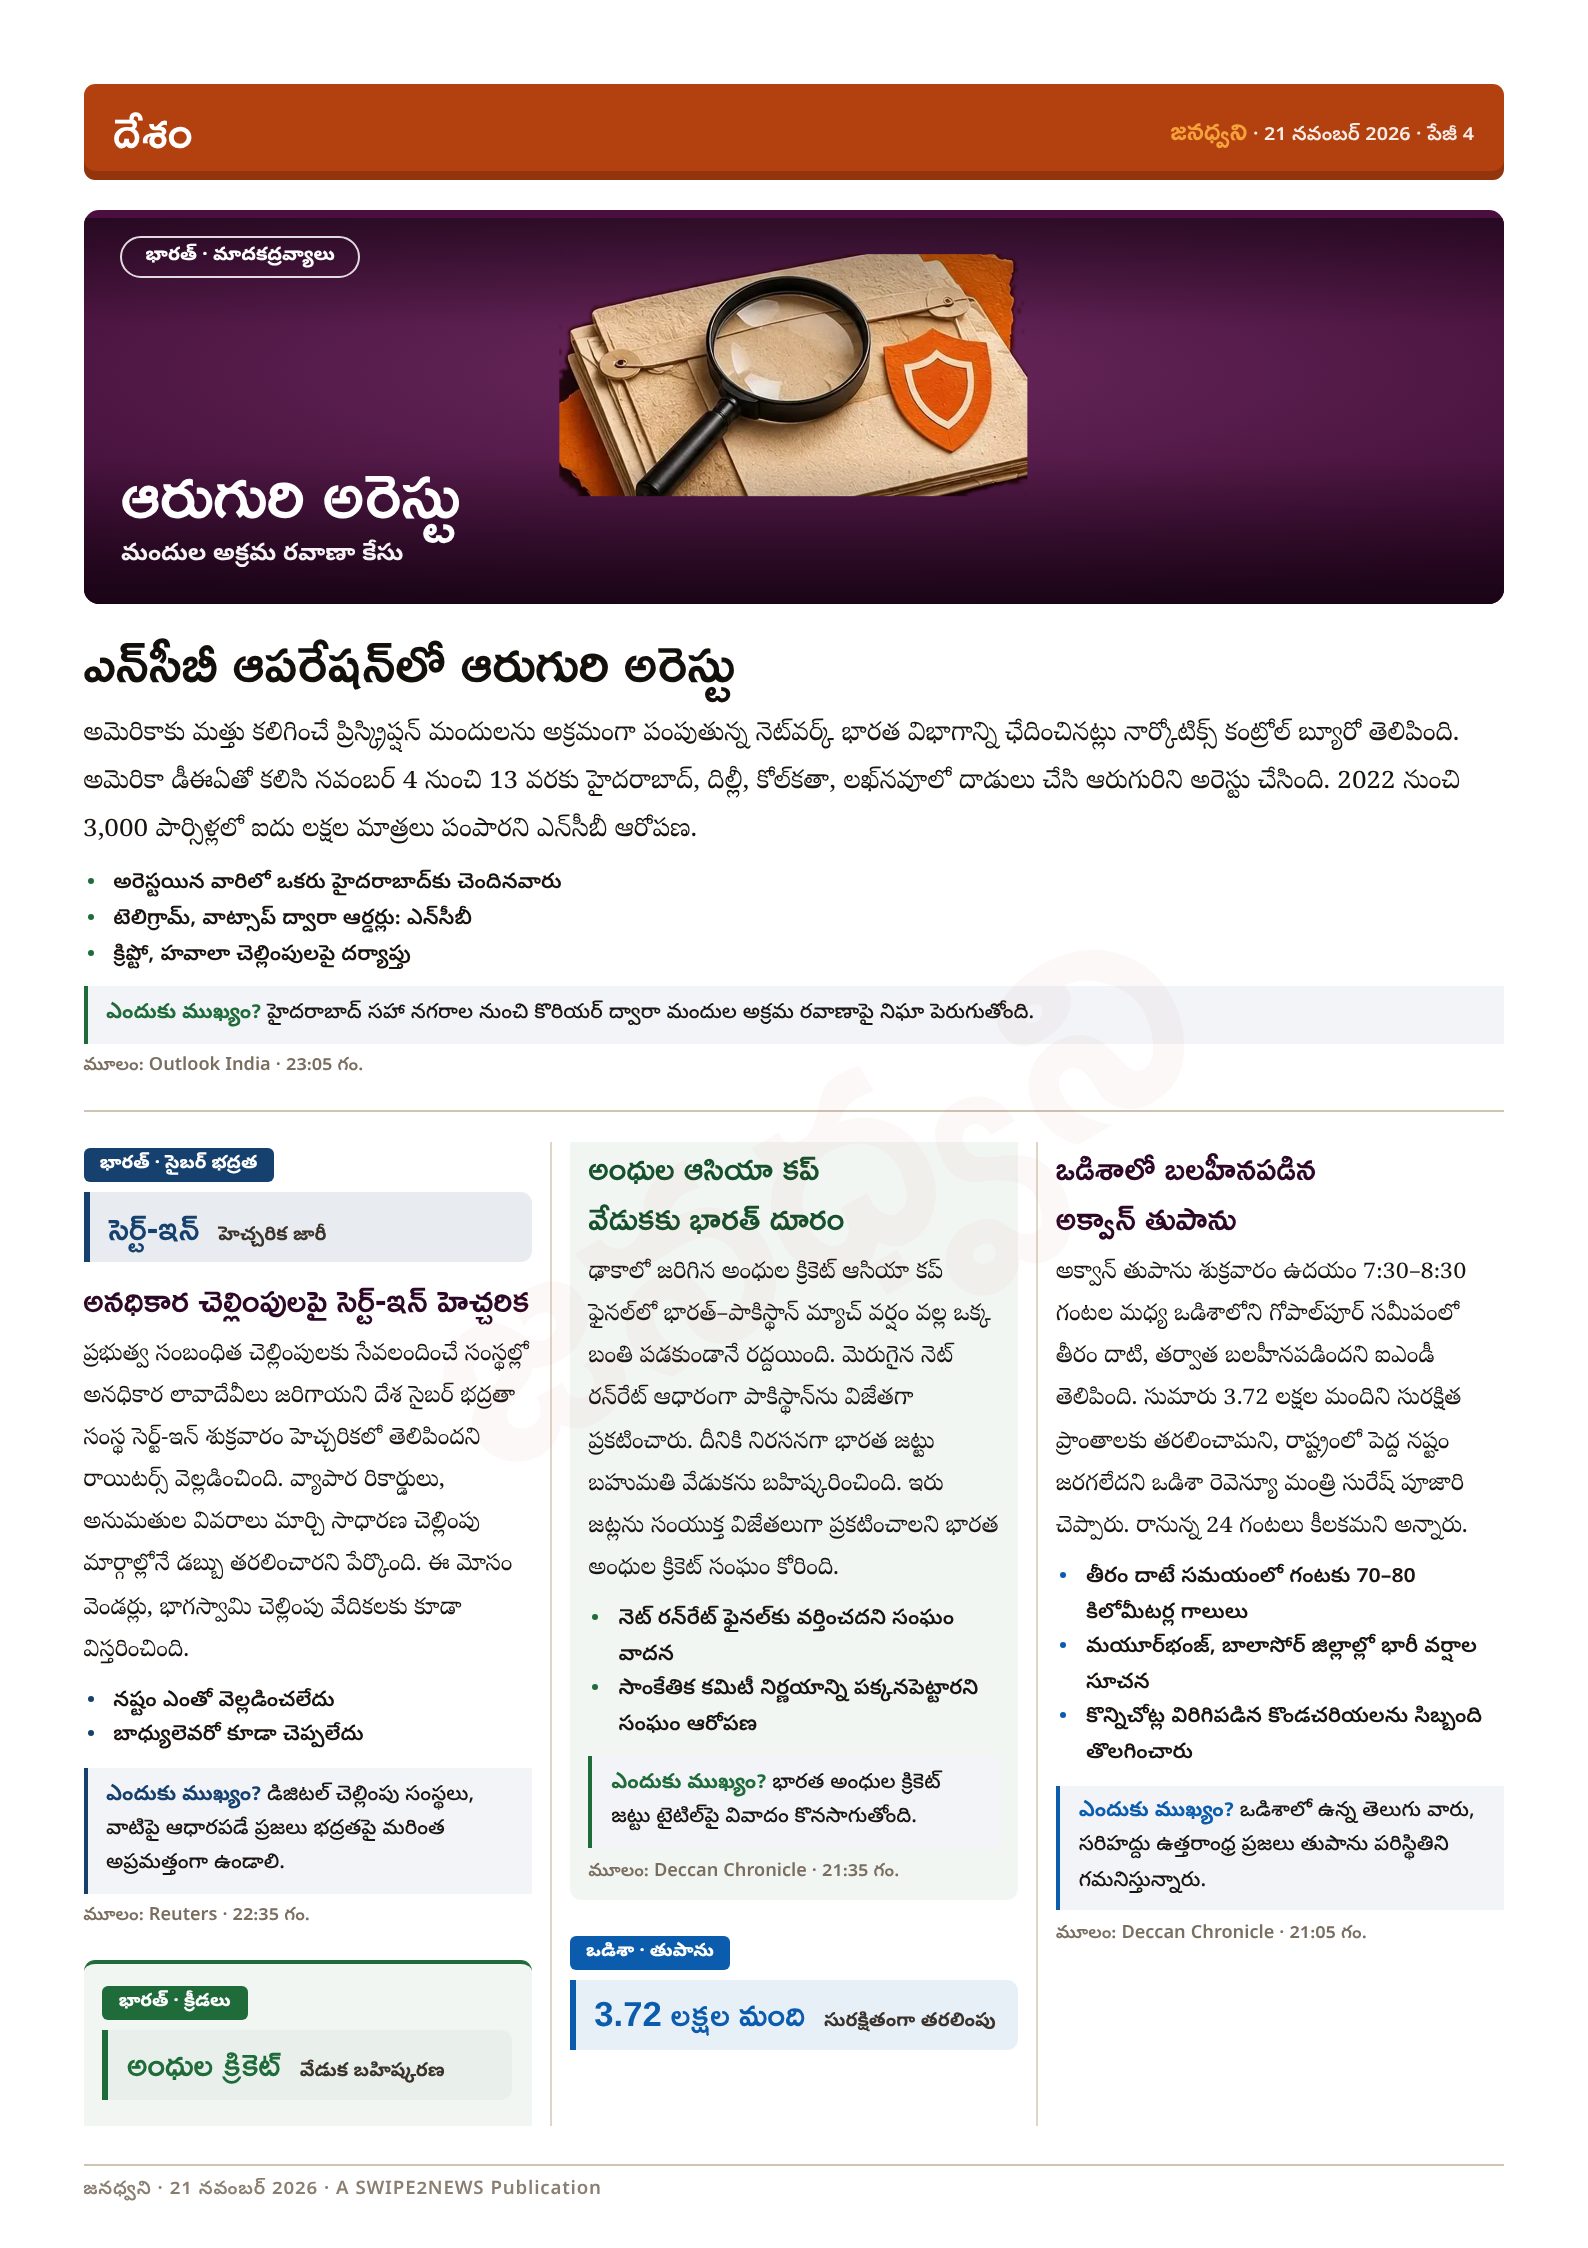 దేశం
జనధ్వని · 21 నవంబర్ 2026 · పేజీ 4
భారత్ · మాదకద్రవ్యాలు
ఆరుగురి అరెస్టు
మందుల అక్రమ రవాణా కేసు
ఎన్‌సీబీ ఆపరేషన్‌లో ఆరుగురి అరెస్టు
అమెరికాకు మత్తు కలిగించే ప్రిస్క్రిప్షన్ మందులను అక్రమంగా పంపుతున్న నెట్‌వర్క్ భారత విభాగాన్ని ఛేదించినట్లు నార్కోటిక్స్ కంట్రోల్ బ్యూరో తెలిపింది.
అమెరికా డీఈఏతో కలిసి నవంబర్ 4 నుంచి 13 వరకు హైదరాబాద్, దిల్లీ, కోల్‌కతా, లఖ్‌నవూలో దాడులు చేసి ఆరుగురిని అరెస్టు చేసింది. 2022 నుంచి
3,000 పార్సిళ్లలో ఐదు లక్షల మాత్రలు పంపారని ఎన్‌సీబీ ఆరోపణ.
• అరెస్టయిన వారిలో ఒకరు హైదరాబాద్‌కు చెందినవారు
• టెలిగ్రామ్, వాట్సాప్ ద్వారా ఆర్డర్లు: ఎన్‌సీబీ
• క్రిప్టో, హవాలా చెల్లింపులపై దర్యాప్తు
ఎందుకు ముఖ్యం? హైదరాబాద్ సహా నగరాల నుంచి కొరియర్ ద్వారా మందుల అక్రమ రవాణాపై నిఘా పెరుగుతోంది.
మూలం: Outlook India · 23:05 గం.
భారత్ · సైబర్ భద్రత
సెర్ట్-ఇన్ హెచ్చరిక జారీ
అనధికార చెల్లింపులపై సెర్ట్-ఇన్ హెచ్చరిక
ప్రభుత్వ సంబంధిత చెల్లింపులకు సేవలందించే సంస్థల్లో
అనధికార లావాదేవీలు జరిగాయని దేశ సైబర్ భద్రతా
సంస్థ సెర్ట్-ఇన్ శుక్రవారం హెచ్చరికలో తెలిపిందని
రాయిటర్స్ వెల్లడించింది. వ్యాపార రికార్డులు,
అనుమతుల వివరాలు మార్చి సాధారణ చెల్లింపు
మార్గాల్లోనే డబ్బు తరలించారని పేర్కొంది. ఈ మోసం
వెండర్లు, భాగస్వామి చెల్లింపు వేదికలకు కూడా
విస్తరించింది.
• నష్టం ఎంతో వెల్లడించలేదు
• బాధ్యులెవరో కూడా చెప్పలేదు
ఎందుకు ముఖ్యం? డిజిటల్ చెల్లింపు సంస్థలు,
వాటిపై ఆధారపడే ప్రజలు భద్రతపై మరింత
అప్రమత్తంగా ఉండాలి.
మూలం: Reuters · 22:35 గం.
భారత్ · క్రీడలు
అంధుల క్రికెట్ వేడుక బహిష్కరణ
అంధుల ఆసియా కప్
వేడుకకు భారత్ దూరం
ఢాకాలో జరిగిన అంధుల క్రికెట్ ఆసియా కప్
ఫైనల్‌లో భారత్–పాకిస్థాన్ మ్యాచ్ వర్షం వల్ల ఒక్క
బంతి పడకుండానే రద్దయింది. మెరుగైన నెట్
రన్‌రేట్ ఆధారంగా పాకిస్థాన్‌ను విజేతగా
ప్రకటించారు. దీనికి నిరసనగా భారత జట్టు
బహుమతి వేడుకను బహిష్కరించింది. ఇరు
జట్లను సంయుక్త విజేతలుగా ప్రకటించాలని భారత
అంధుల క్రికెట్ సంఘం కోరింది.
• నెట్ రన్‌రేట్ ఫైనల్‌కు వర్తించదని సంఘం
వాదన
• సాంకేతిక కమిటీ నిర్ణయాన్ని పక్కనపెట్టారని
సంఘం ఆరోపణ
ఎందుకు ముఖ్యం? భారత అంధుల క్రికెట్
జట్టు టైటిల్‌పై వివాదం కొనసాగుతోంది.
మూలం: Deccan Chronicle · 21:35 గం.
ఒడిశా · తుపాను
3.72 లక్షల మంది సురక్షితంగా తరలింపు
ఒడిశాలో బలహీనపడిన
అక్వాన్ తుపాను
అక్వాన్ తుపాను శుక్రవారం ఉదయం 7:30–8:30
గంటల మధ్య ఒడిశాలోని గోపాల్‌పూర్ సమీపంలో
తీరం దాటి, తర్వాత బలహీనపడిందని ఐఎండీ
తెలిపింది. సుమారు 3.72 లక్షల మందిని సురక్షిత
ప్రాంతాలకు తరలించామని, రాష్ట్రంలో పెద్ద నష్టం
జరగలేదని ఒడిశా రెవెన్యూ మంత్రి సురేష్ పూజారి
చెప్పారు. రానున్న 24 గంటలు కీలకమని అన్నారు.
• తీరం దాటే సమయంలో గంటకు 70–80
కిలోమీటర్ల గాలులు
• మయూర్‌భంజ్, బాలాసోర్ జిల్లాల్లో భారీ వర్షాల
సూచన
• కొన్నిచోట్ల విరిగిపడిన కొండచరియలను సిబ్బంది
తొలగించారు
ఎందుకు ముఖ్యం? ఒడిశాలో ఉన్న తెలుగు వారు,
సరిహద్దు ఉత్తరాంధ్ర ప్రజలు తుపాను పరిస్థితిని
గమనిస్తున్నారు.
మూలం: Deccan Chronicle · 21:05 గం.
జనధ్వని
జనధ్వని · 21 నవంబర్ 2026 · A SWIPE2NEWS Publication